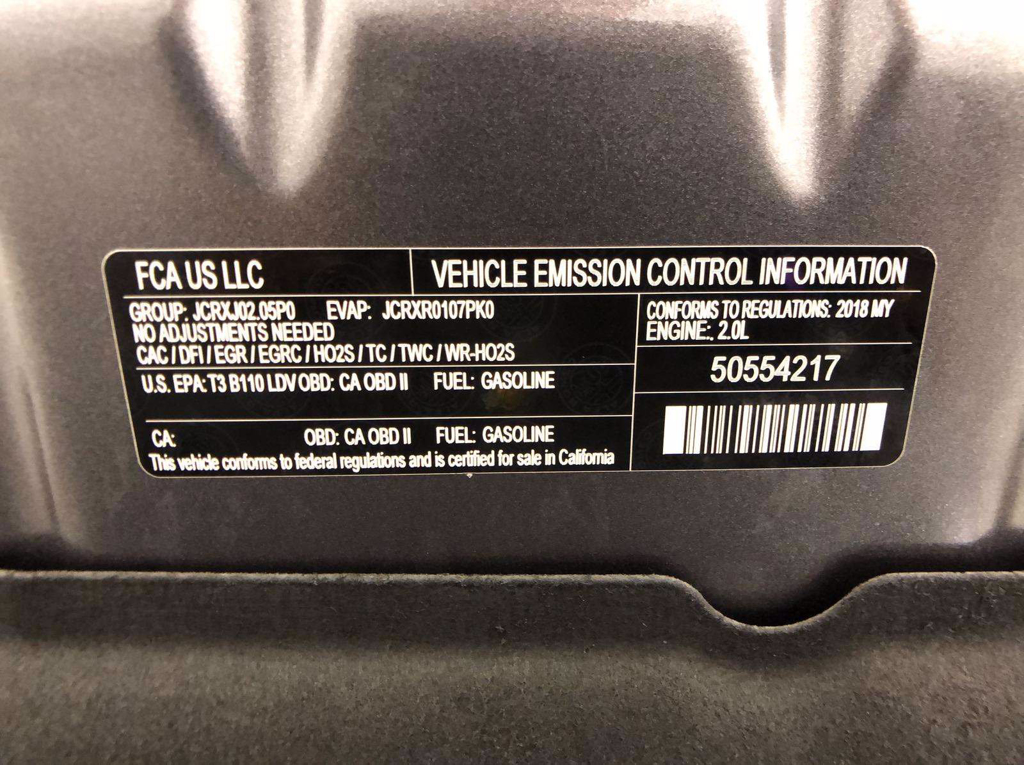 FCA US LLC
VEHICLE EMISSION CONTROL INFORMATION
GROUP: JCRXJ02.05P0 EVAP: JCRXR0107PK0
NO ADJUSTMENTS NEEDED
CAC / DFI / EGR / EGRC / HO2S / TC / TWC / WR-HO2S
U.S. EPA: T3 B110 LDV OBD: CA OBD II FUEL: GASOLINE
CA: OBD: CA OBD II FUEL: GASOLINE
This vehicle conforms to federal regulations and is certified for sale in California
CONFORMS TO REGULATIONS: 2018 MY
ENGINE:. 2.0L
50554217